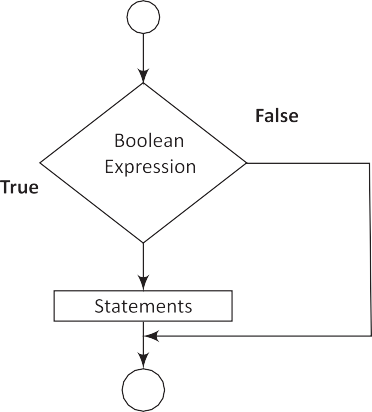 False
Boolean
Expression
True
Statements